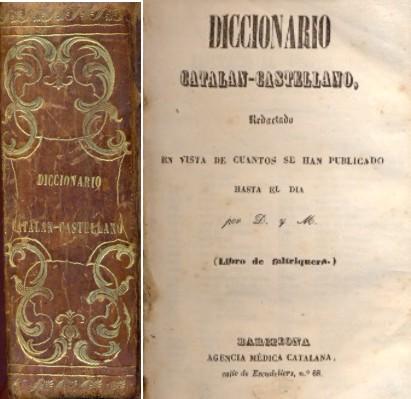 DICCIONARIO
CATALAN-CASTELLANO
DICCIONARIO
CATALAN-CASTELLANO,
Redactado
EN VISTA DE CUANTOS SE HAN PUBLICADO
HASTA EL DIA
por D. y M.
(Libro de faltriquera.)
BARCELONA
AGENCIA MÉDICA CATALANA,
calle de Escudellers, n.º 68.